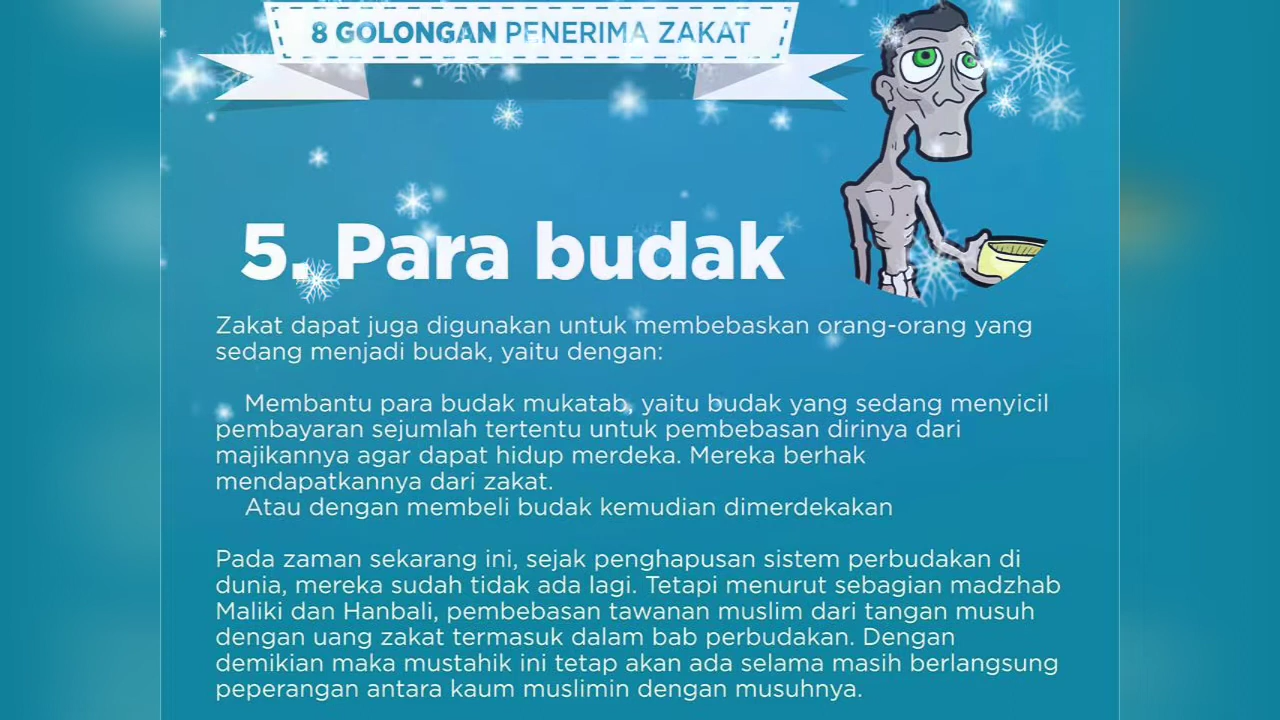 8 GOLONGAN PENERIMA ZAKAT
5. Para budak
Zakat dapat juga digunakan untuk membebaskan orang-orang yang
sedang menjadi budak, yaitu dengan:
Membantu para budak mukatab, yaitu budak yang sedang menyicil
pembayaran sejumlah tertentu untuk pembebasan dirinya dari
majikannya agar dapat hidup merdeka. Mereka berhak
mendapatkannya dari zakat.
Atau dengan membeli budak kemudian dimerdekakan
Pada zaman sekarang ini, sejak penghapusan sistem perbudakan di
dunia, mereka sudah tidak ada lagi. Tetapi menurut sebagian madzhab
Maliki dan Hanbali, pembebasan tawanan muslim dari tangan musuh
dengan uang zakat termasuk dalam bab perbudakan. Dengan
demikian maka mustahik ini tetap akan ada selama masih berlangsung
peperangan antara kaum muslimin dengan musuhnya.